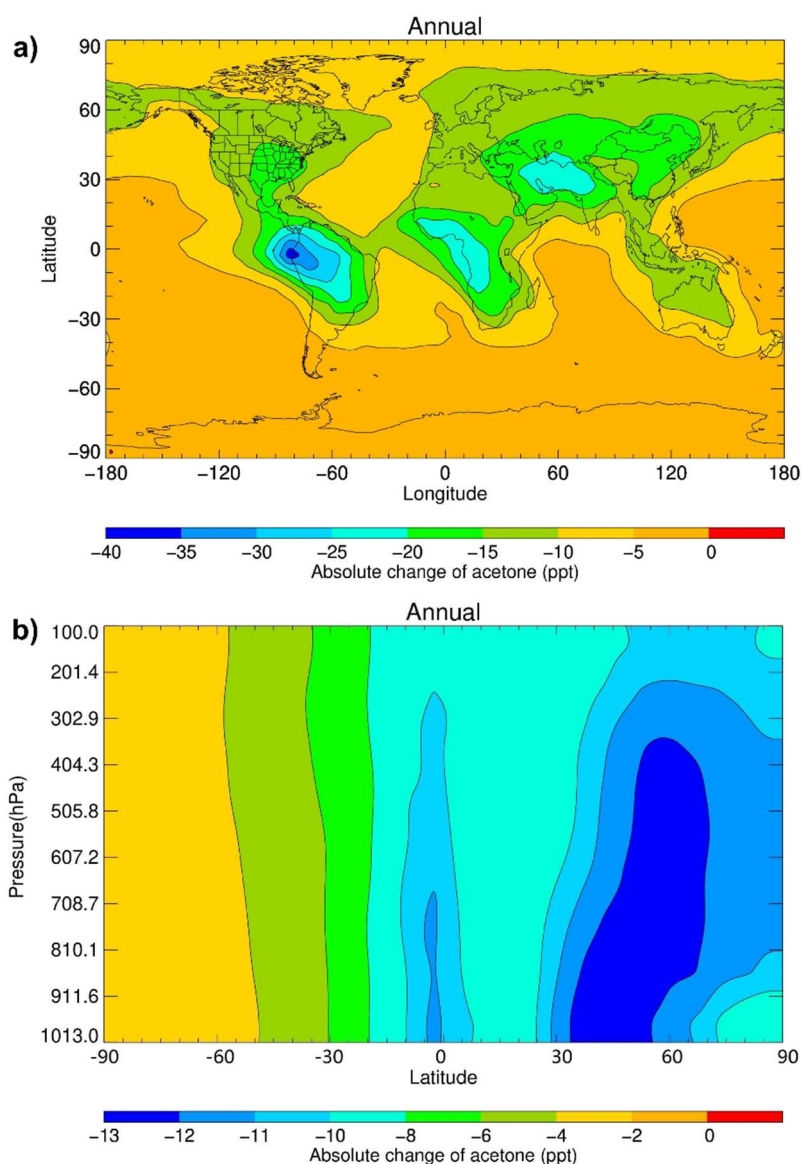 Annual
a)
90
60
30
0
−30
−60
−90
Latitude
−180 −120 −60 0 60 120 180
Longitude
−40 −35 −30 −25 −20 −15 −10 −5 0
Absolute change of acetone (ppt)
Annual
b)
100.0
201.4
302.9
404.3
505.8
607.2
708.7
810.1
911.6
1013.0
Pressure(hPa)
-90 -60 -30 0 30 60 90
Latitude
−13 −12 −11 −10 −8 −6 −4 −2 0
Absolute change of acetone (ppt)